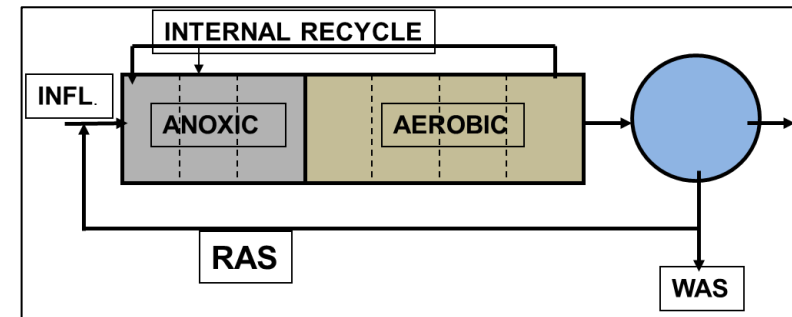 INTERNAL RECYCLE
INFL.
ANOXIC
AEROBIC
RAS
WAS